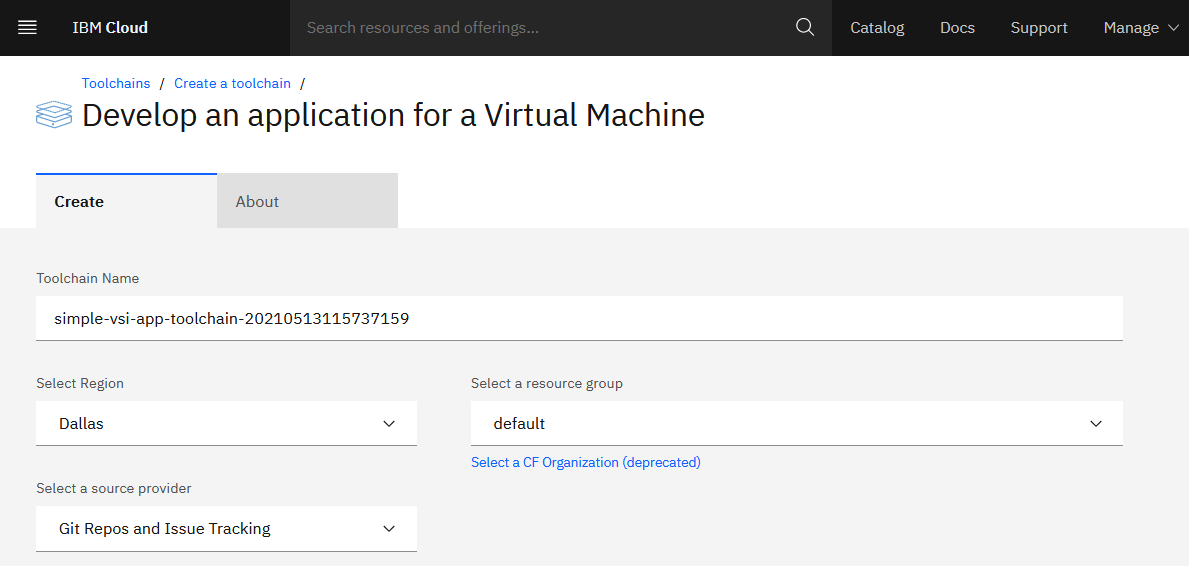 IBM Cloud Search resources and offerings... Catalog Docs Support Manage
Toolchains / Create a toolchain /
Develop an application for a Virtual Machine
Create About
Toolchain Name
simple-vsi-app-toolchain-20210513115737159
Select Region Select a resource group
Dallas default
Select a CF Organization (deprecated)
Select a source provider
Git Repos and Issue Tracking